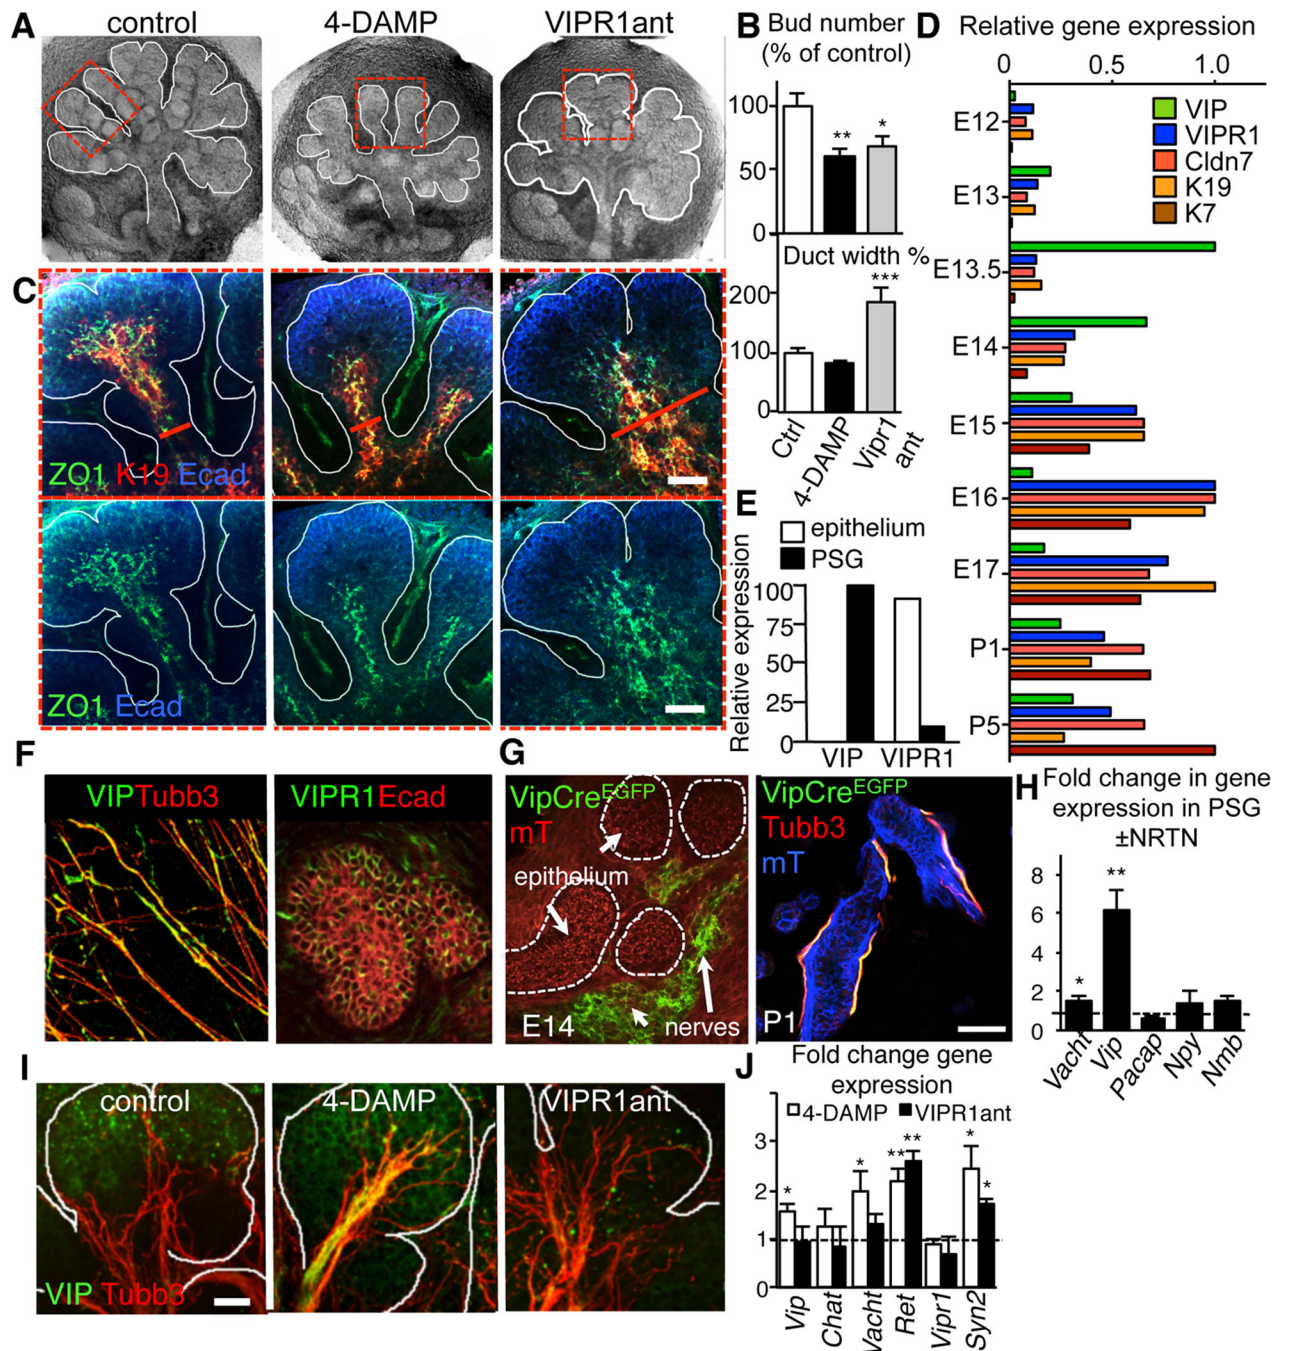 A
control
4-DAMP
VIPR1ant
B
Bud number
(% of control)
100
50
0
**
*
Duct width %
200
100
0
***
Ctrl
4-DAMP
Vipr1
ant
C
ZO1 K19 Ecad
ZO1 Ecad
D
Relative gene expression
0
0.5
1.0
VIP
VIPR1
Cldn7
K19
K7
E12
E13
E13.5
E14
E15
E16
E17
P1
P5
E
epithelium
PSG
Relative expression
100
75
50
25
0
VIP
VIPR1
F
VIPTubb3
VIPR1Ecad
G
VipCreEGFP
mT
epithelium
E14
nerves
VipCreEGFP
Tubb3
mT
P1
H
Fold change in gene
expression in PSG
±NRTN
8
6
4
2
0
*
**
Vacht
Vip
Pacap
Npy
Nmb
I
control
4-DAMP
VIPR1ant
VIP Tubb3
J
Fold change gene
expression
4-DAMP
VIPR1ant
3
2
1
0
*
*
**
**
*
*
Vip
Chat
Vacht
Ret
Vipr1
Syn2